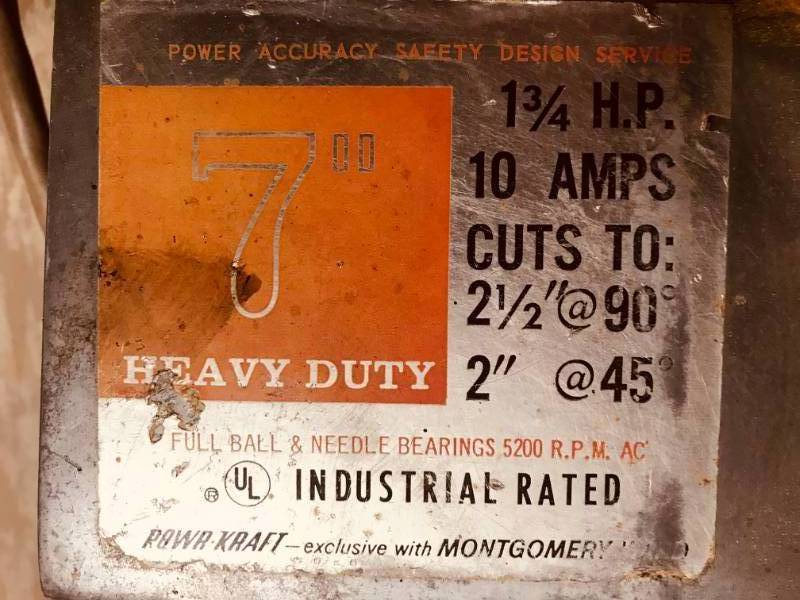 POWER ACCURACY SAFETY DESIGN SERVICE
7"
HEAVY DUTY
1¾ H.P.
10 AMPS
CUTS TO:
2½" @ 90°
2" @ 45°
FULL BALL & NEEDLE BEARINGS 5200 R.P.M. AC
® UL INDUSTRIAL RATED
POWR-KRAFT — exclusive with MONTGOMERY